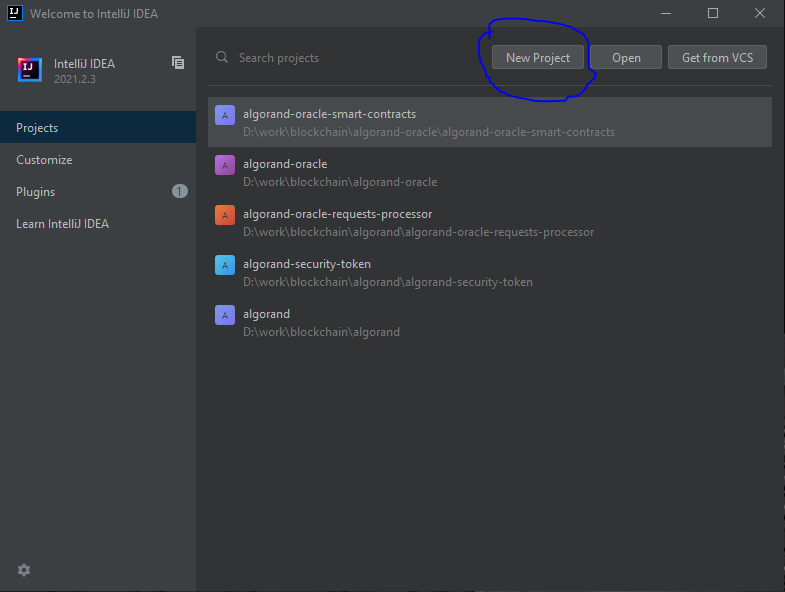 IJ
Welcome to IntelliJ IDEA
IJ
IntelliJ IDEA
2021.2.3
Projects
Customize
Plugins
1
Learn IntelliJ IDEA
Search projects
New Project
Open
Get from VCS
A
algorand-oracle-smart-contracts
D:\work\blockchain\algorand-oracle\algorand-oracle-smart-contracts
A
algorand-oracle
D:\work\blockchain\algorand-oracle
A
algorand-oracle-requests-processor
D:\work\blockchain\algorand\algorand-oracle-requests-processor
A
algorand-security-token
D:\work\blockchain\algorand\algorand-security-token
A
algorand
D:\work\blockchain\algorand